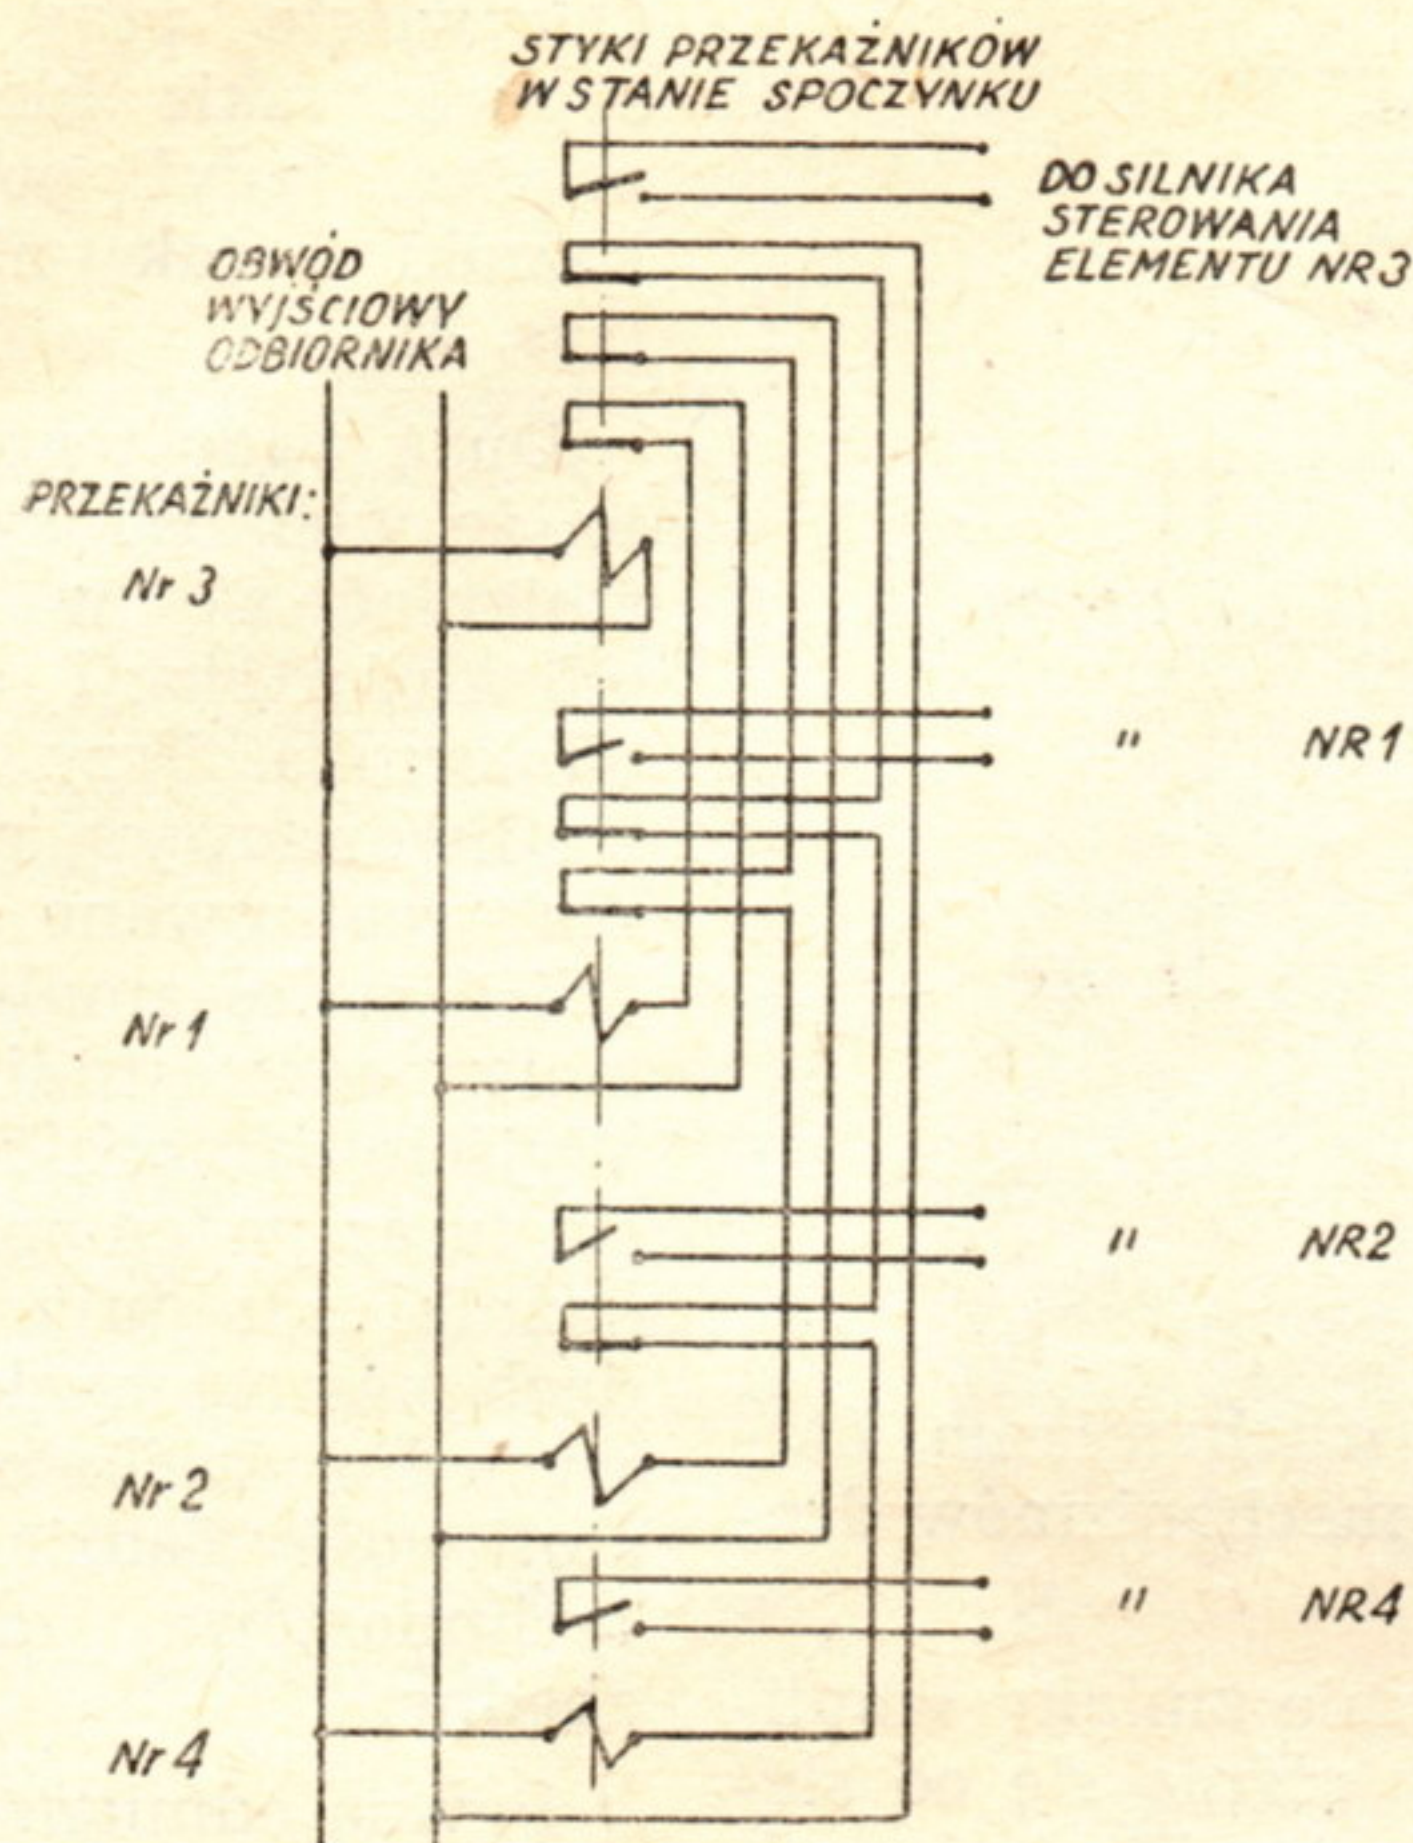 STYKI PRZEKAŹNIKÓW
W STANIE SPOCZYNKU
DO SILNIKA
STEROWANIA
ELEMENTU NR3
OBWÓD
WYJŚCIOWY
ODBIORNIKA
PRZEKAŹNIKI:
Nr 3
" NR1
Nr 1
" NR2
Nr 2
" NR4
Nr 4